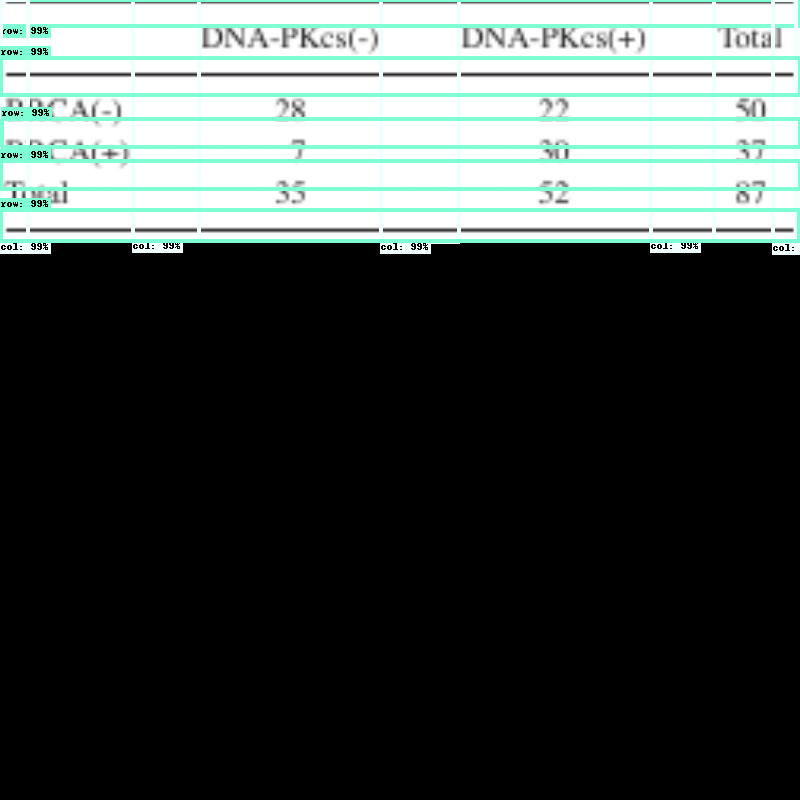 row: 99%
DNA-PKcs(-) DNA-PKcs(+) Total
row: 99%
BRCA(-) 28 22 50
row: 99%
BRCA(+) 7 30 37
row: 99%
Total 35 52 87
row: 99%
col: 99% col: 99% col: 99% col: 99% col: